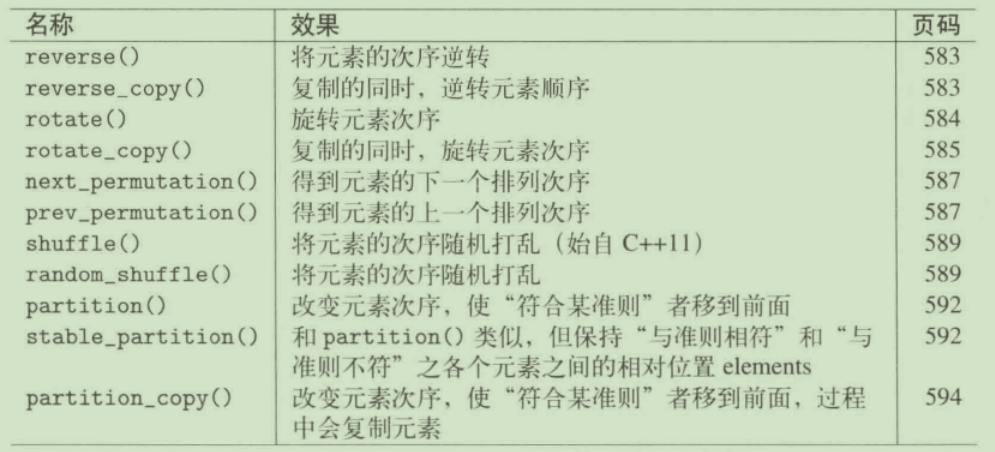 名称 效果 页码
reverse() 将元素的次序逆转 583
reverse_copy() 复制的同时，逆转元素顺序 583
rotate() 旋转元素次序 584
rotate_copy() 复制的同时，旋转元素次序 585
next_permutation() 得到元素的下一个排列次序 587
prev_permutation() 得到元素的上一个排列次序 587
shuffle() 将元素的次序随机打乱（始自 C++11） 589
random_shuffle() 将元素的次序随机打乱 589
partition() 改变元素次序，使“符合某准则”者移到前面 592
stable_partition() 和 partition() 类似，但保持“与准则相符”和“与 592
准则不符”之各个元素之间的相对位置 elements
partition_copy() 改变元素次序，使“符合某准则”者移到前面，过程 594
中会复制元素